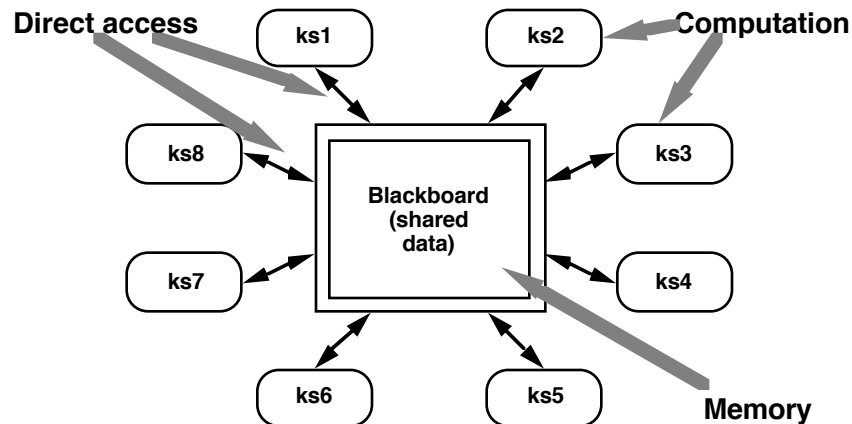 Direct access
ks1
ks2
Computation
ks8
ks3
Blackboard
(shared
data)
ks7
ks4
ks6
ks5
Memory